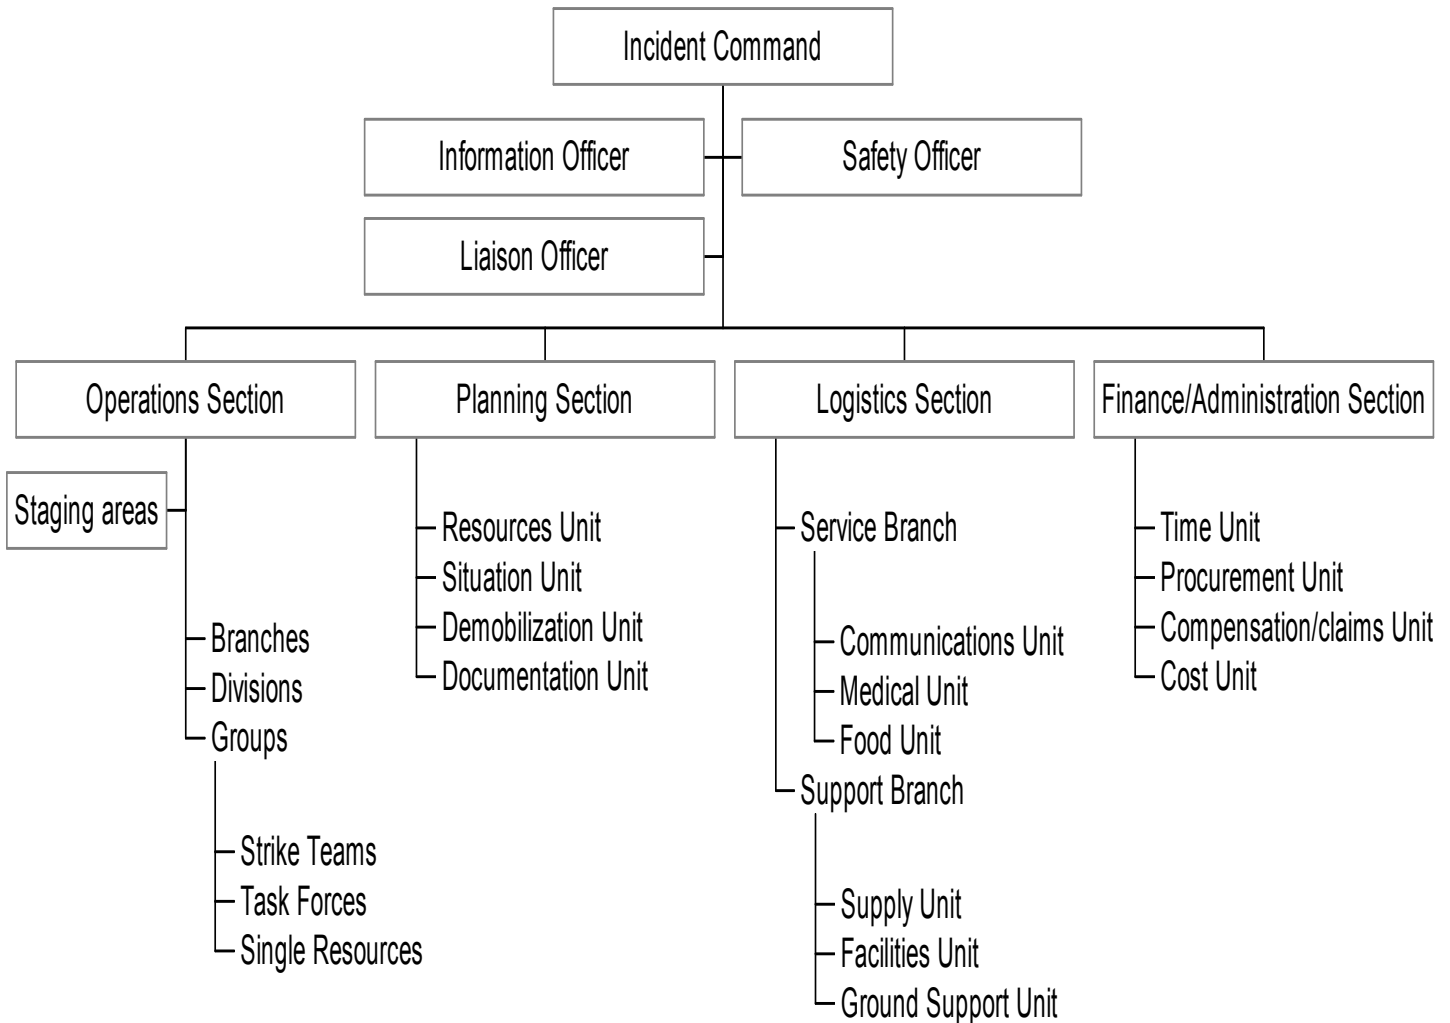 Incident Command
Information Officer
Safety Officer
Liaison Officer
Operations Section
Planning Section
Logistics Section
Finance/Administration Section
Staging areas
Branches
Divisions
Groups
Strike Teams
Task Forces
Single Resources
Resources Unit
Situation Unit
Demobilization Unit
Documentation Unit
Service Branch
Communications Unit
Medical Unit
Food Unit
Support Branch
Supply Unit
Facilities Unit
Ground Support Unit
Time Unit
Procurement Unit
Compensation/claims Unit
Cost Unit